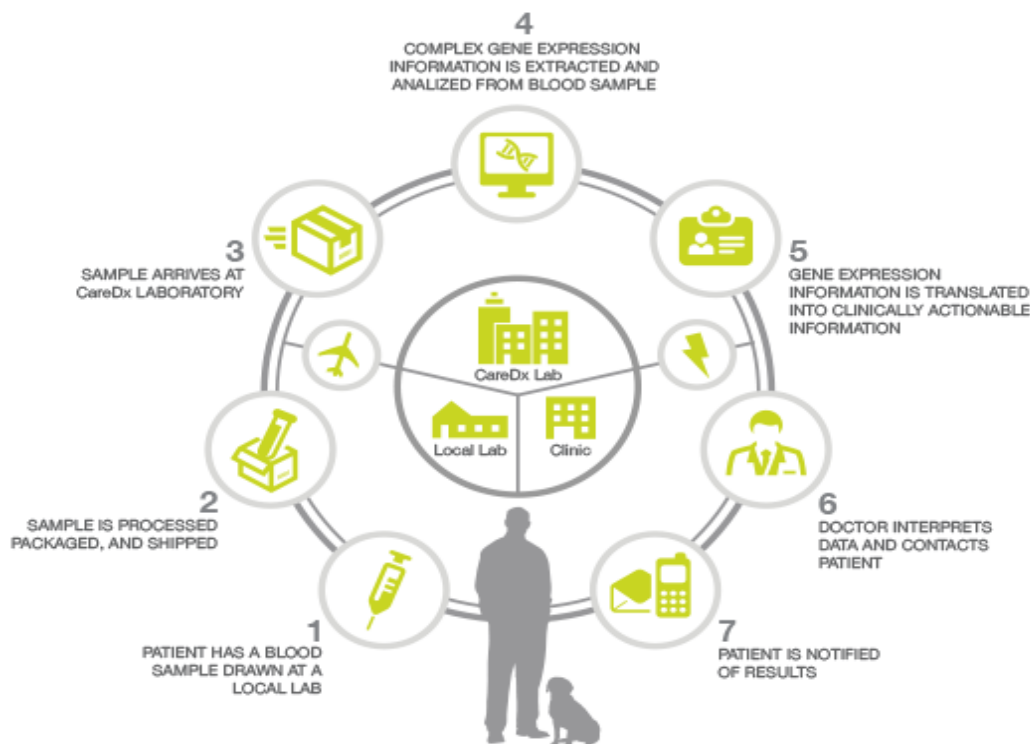 4
COMPLEX GENE EXPRESSION
INFORMATION IS EXTRACTED AND
ANALIZED FROM BLOOD SAMPLE
3
SAMPLE ARRIVES AT
CareDx LABORATORY
5
GENE EXPRESSION
INFORMATION IS TRANSLATED
INTO CLINICALLY ACTIONABLE
INFORMATION
CareDx Lab
Local Lab
Clinic
2
SAMPLE IS PROCESSED
PACKAGED, AND SHIPPED
6
DOCTOR INTERPRETS
DATA AND CONTACTS
PATIENT
1
PATIENT HAS A BLOOD
SAMPLE DRAWN AT A
LOCAL LAB
7
PATIENT IS NOTIFIED
OF RESULTS